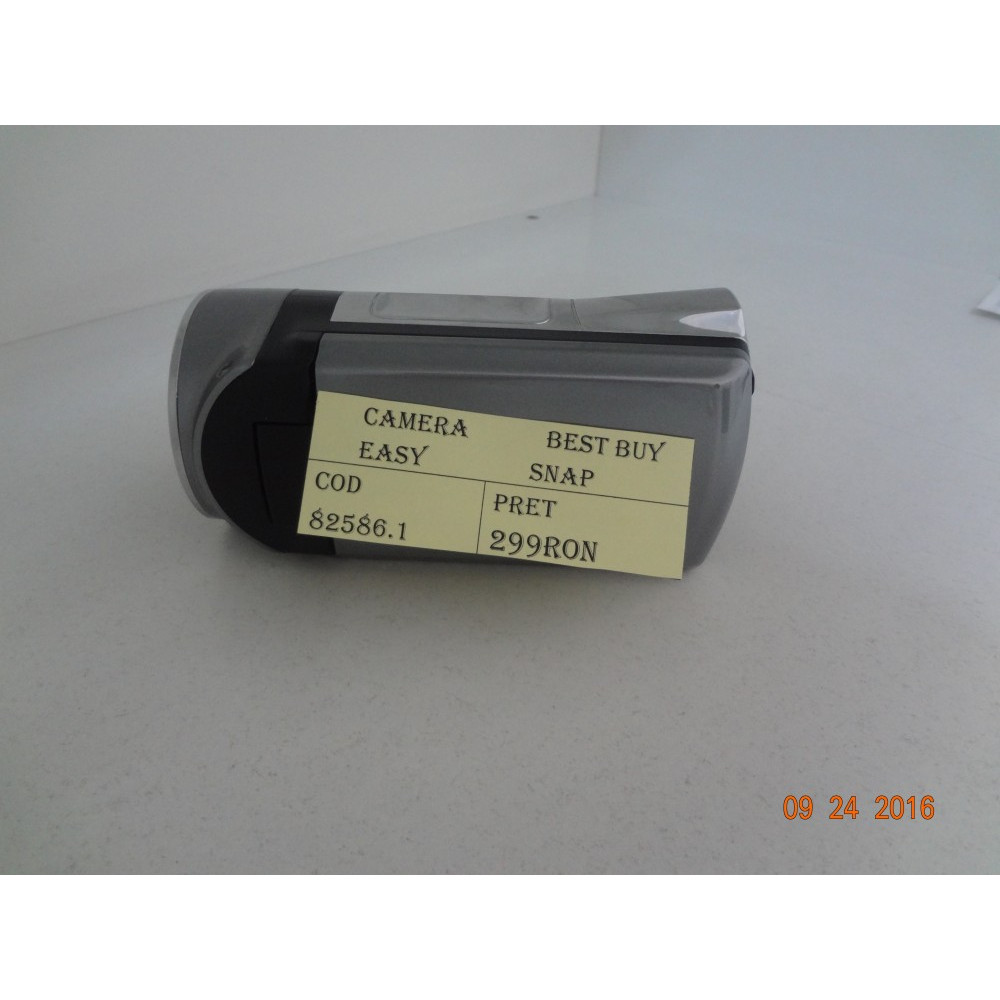 CAMERA BEST BUY
EASY SNAP
COD
82586.1
PRET
299RON
09 24 2016